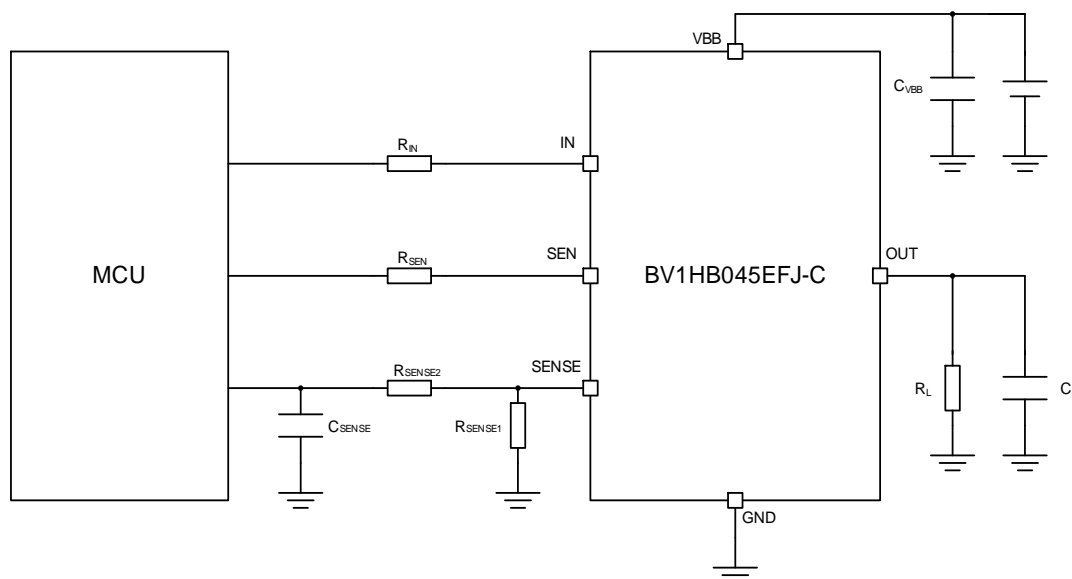 VBB
CVBB
RIN
IN
MCU
RSEN
SEN
BV1HB045EFJ-C
OUT
RSENSE2
SENSE
RL
C
CSENSE
RSENSE1
GND